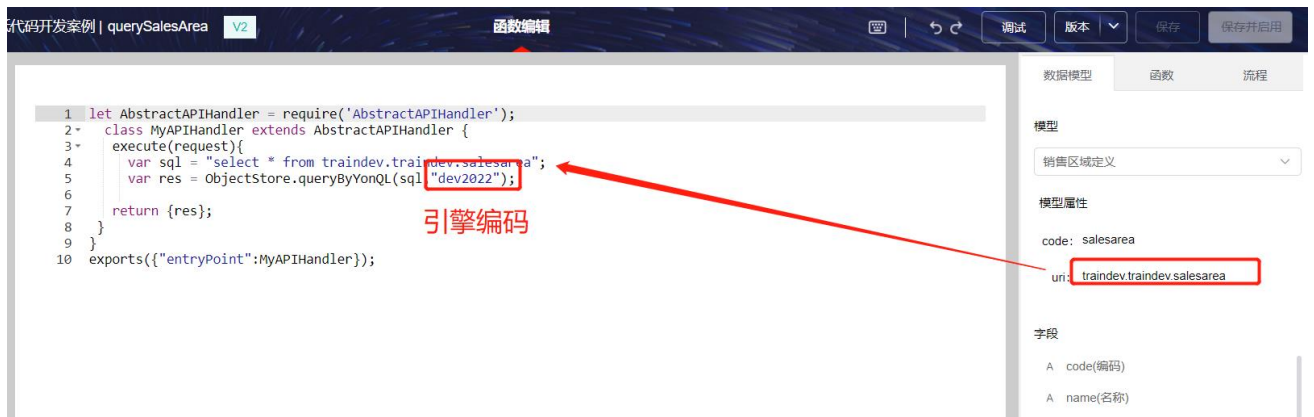 代码开发案例 | querySalesArea V2 函数编辑 调试 版本 保存 保存并启用
数据模型 函数 流程
1 let AbstractAPIHandler = require('AbstractAPIHandler');
2 class MyAPIHandler extends AbstractAPIHandler {
3 execute(request){
4 var sql = "select * from traindev.traindev.salesarea";
5 var res = ObjectStore.queryByYonQL(sql,"dev2022");
6
7 return {res};
8 }
9 }
10 exports({"entryPoint":MyAPIHandler});
引擎编码
模型
销售区域定义
模型属性
code: salesarea
uri: traindev.traindev.salesarea
字段
A code(编码)
A name(名称)